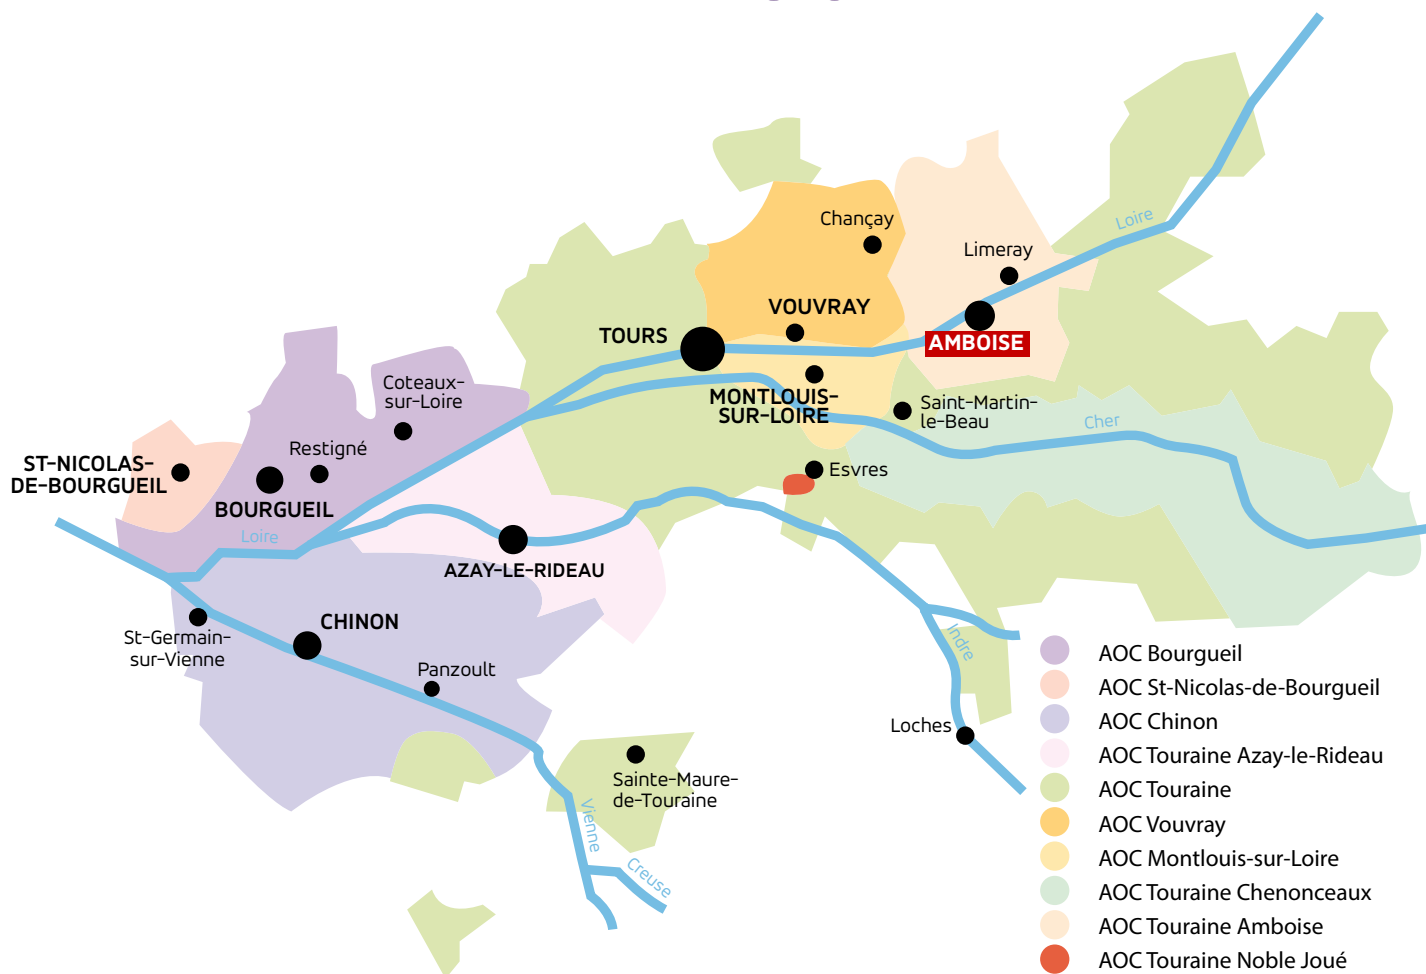 Loire
Chançay
Limeray
VOUVRAY
TOURS
AMBOISE
Coteaux-
sur-Loire
MONTLOUIS-
SUR-LOIRE
Saint-Martin-
le-Beau
Cher
Restigné
ST-NICOLAS-
DE-BOURGUEIL
Esvres
BOURGUEIL
Loire
AZAY-LE-RIDEAU
CHINON
St-Germain-
sur-Vienne
Panzoult
Indre
Loches
Sainte-Maure-
de-Touraine
Vienne
Creuse
AOC Bourgueil
AOC St-Nicolas-de-Bourgueil
AOC Chinon
AOC Touraine Azay-le-Rideau
AOC Touraine
AOC Vouvray
AOC Montlouis-sur-Loire
AOC Touraine Chenonceaux
AOC Touraine Amboise
AOC Touraine Noble Joué